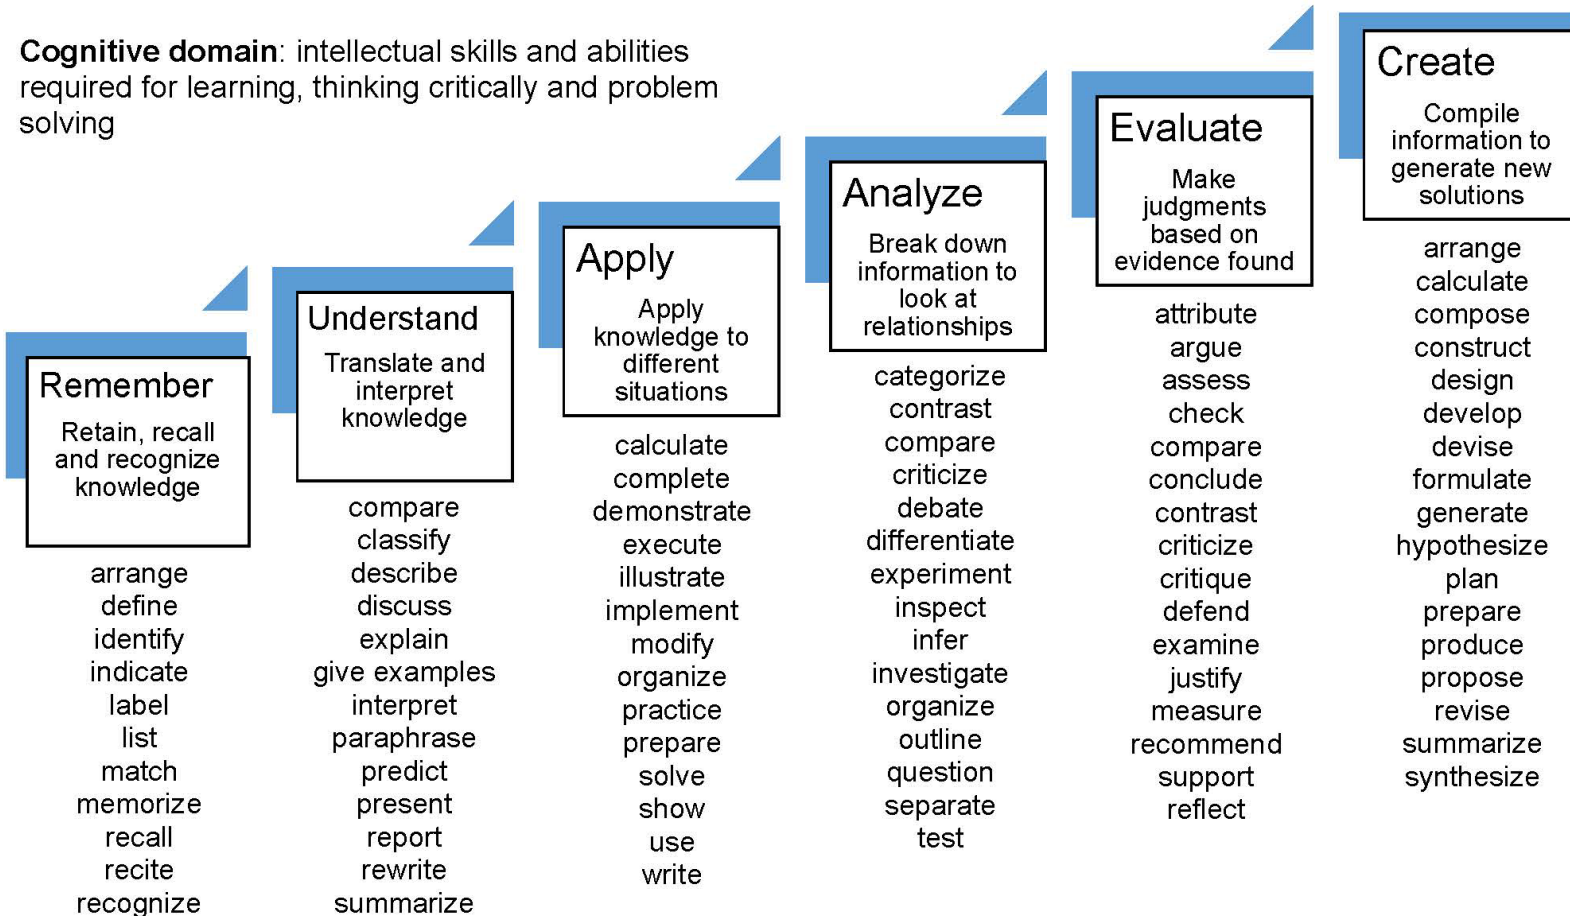 Cognitive domain: intellectual skills and abilities
required for learning, thinking critically and problem
solving
Remember
Retain, recall
and recognize
knowledge
arrange
define
identify
indicate
label
list
match
memorize
recall
recite
recognize
Understand
Translate and
interpret
knowledge
compare
classify
describe
discuss
explain
give examples
interpret
paraphrase
predict
present
report
rewrite
summarize
Apply
Apply
knowledge to
different
situations
calculate
complete
demonstrate
execute
illustrate
implement
modify
organize
practice
prepare
solve
show
use
write
Analyze
Break down
information to
look at
relationships
categorize
contrast
compare
criticize
debate
differentiate
experiment
inspect
infer
investigate
organize
outline
question
separate
test
Evaluate
Make
judgments
based on
evidence found
attribute
argue
assess
check
compare
conclude
contrast
criticize
critique
defend
examine
justify
measure
recommend
support
reflect
Create
Compile
information to
generate new
solutions
arrange
calculate
compose
construct
design
develop
devise
formulate
generate
hypothesize
plan
prepare
produce
propose
revise
summarize
synthesize